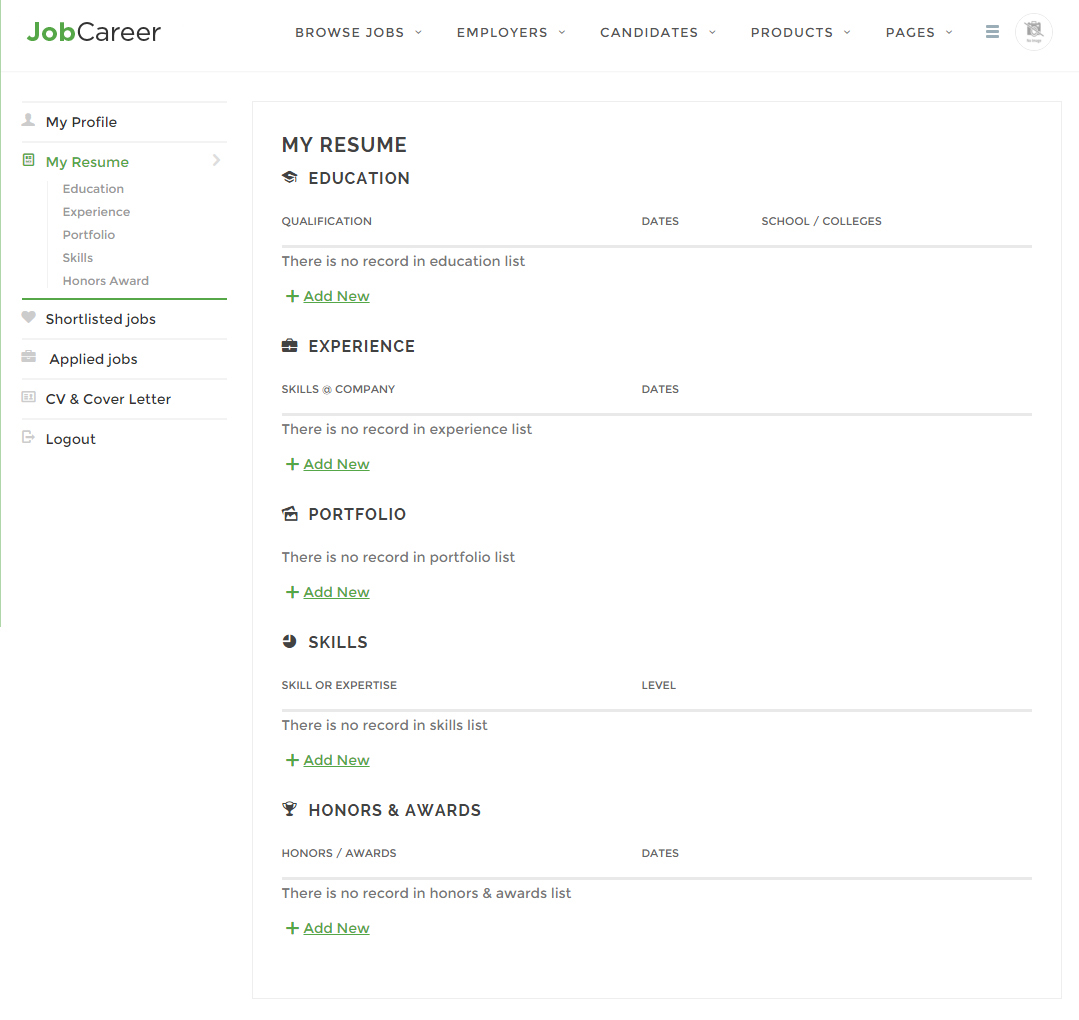 JobCareer
BROWSE JOBS EMPLOYERS CANDIDATES PRODUCTS PAGES
My Profile
My Resume
Education
Experience
Portfolio
Skills
Honors Award
Shortlisted jobs
Applied jobs
CV & Cover Letter
Logout
MY RESUME
EDUCATION
QUALIFICATION DATES SCHOOL / COLLEGES
There is no record in education list
+ Add New
EXPERIENCE
SKILLS @ COMPANY DATES
There is no record in experience list
+ Add New
PORTFOLIO
There is no record in portfolio list
+ Add New
SKILLS
SKILL OR EXPERTISE LEVEL
There is no record in skills list
+ Add New
HONORS & AWARDS
HONORS / AWARDS DATES
There is no record in honors & awards list
+ Add New